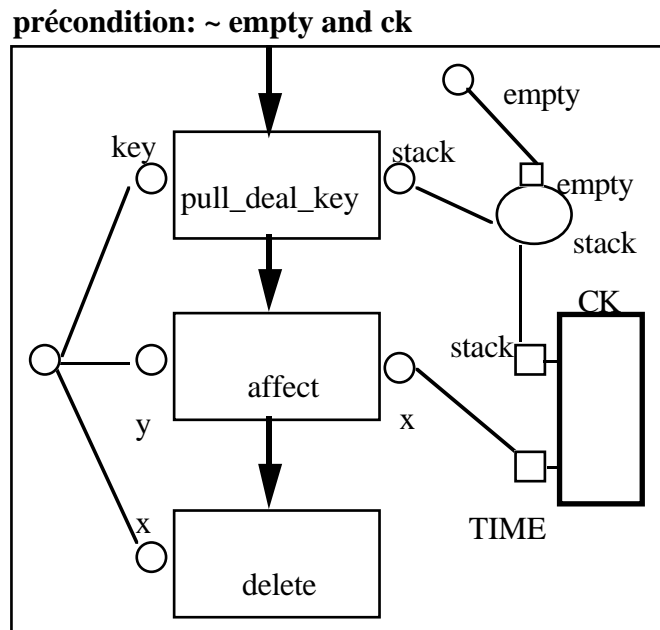 précondition: ~ empty and ck
empty
key
stack
pull_deal_key
empty
stack
CK
stack
affect
y
x
x
TIME
delete